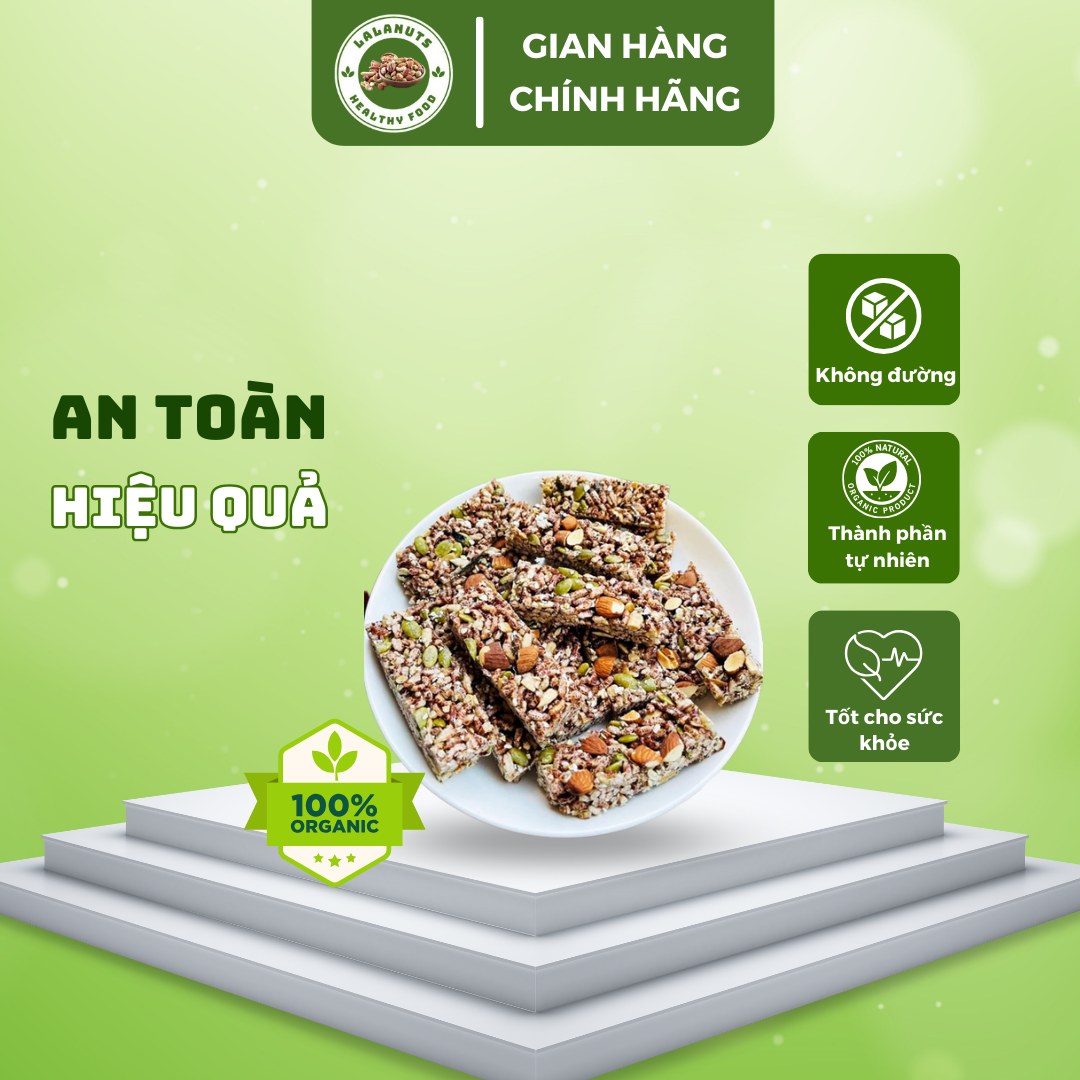 LALANUTS
HEALTHY FOOD
GIAN HÀNG
CHÍNH HÃNG
AN TOÀN
HIỆU QUẢ
Không đường
100% NATURAL
ORGANIC PRODUCT
Thành phần
tự nhiên
Tốt cho sức
khỏe
100%
ORGANIC